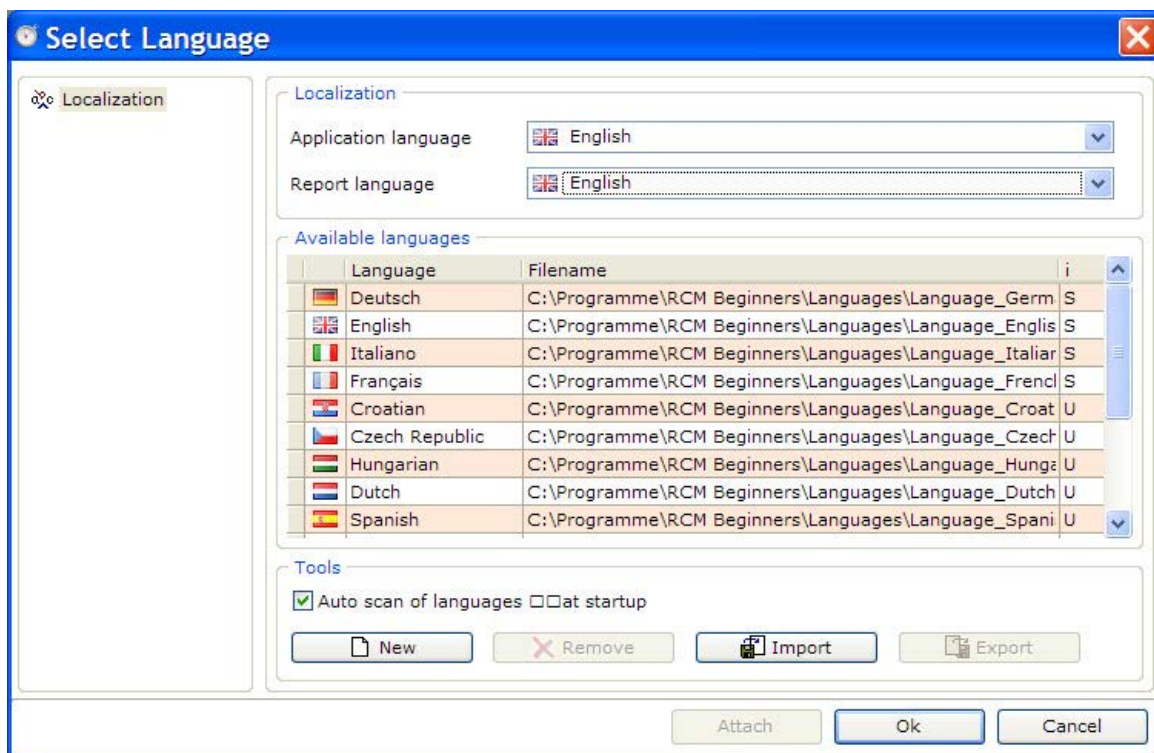 Select Language
Localization
Localization
Application language English
Report language English
Available languages
Language Filename i
Deutsch C:\Programme\RCM Beginners\Languages\Language_Germ S
English C:\Programme\RCM Beginners\Languages\Language_Englis S
Italiano C:\Programme\RCM Beginners\Languages\Language_Italiar S
Français C:\Programme\RCM Beginners\Languages\Language_Frencl S
Croatian C:\Programme\RCM Beginners\Languages\Language_Croat U
Czech Republic C:\Programme\RCM Beginners\Languages\Language_Czech U
Hungarian C:\Programme\RCM Beginners\Languages\Language_Hunga U
Dutch C:\Programme\RCM Beginners\Languages\Language_Dutch U
Spanish C:\Programme\RCM Beginners\Languages\Language_Spani U
Tools
Auto scan of languages □□at startup
New Remove Import Export
Attach Ok Cancel